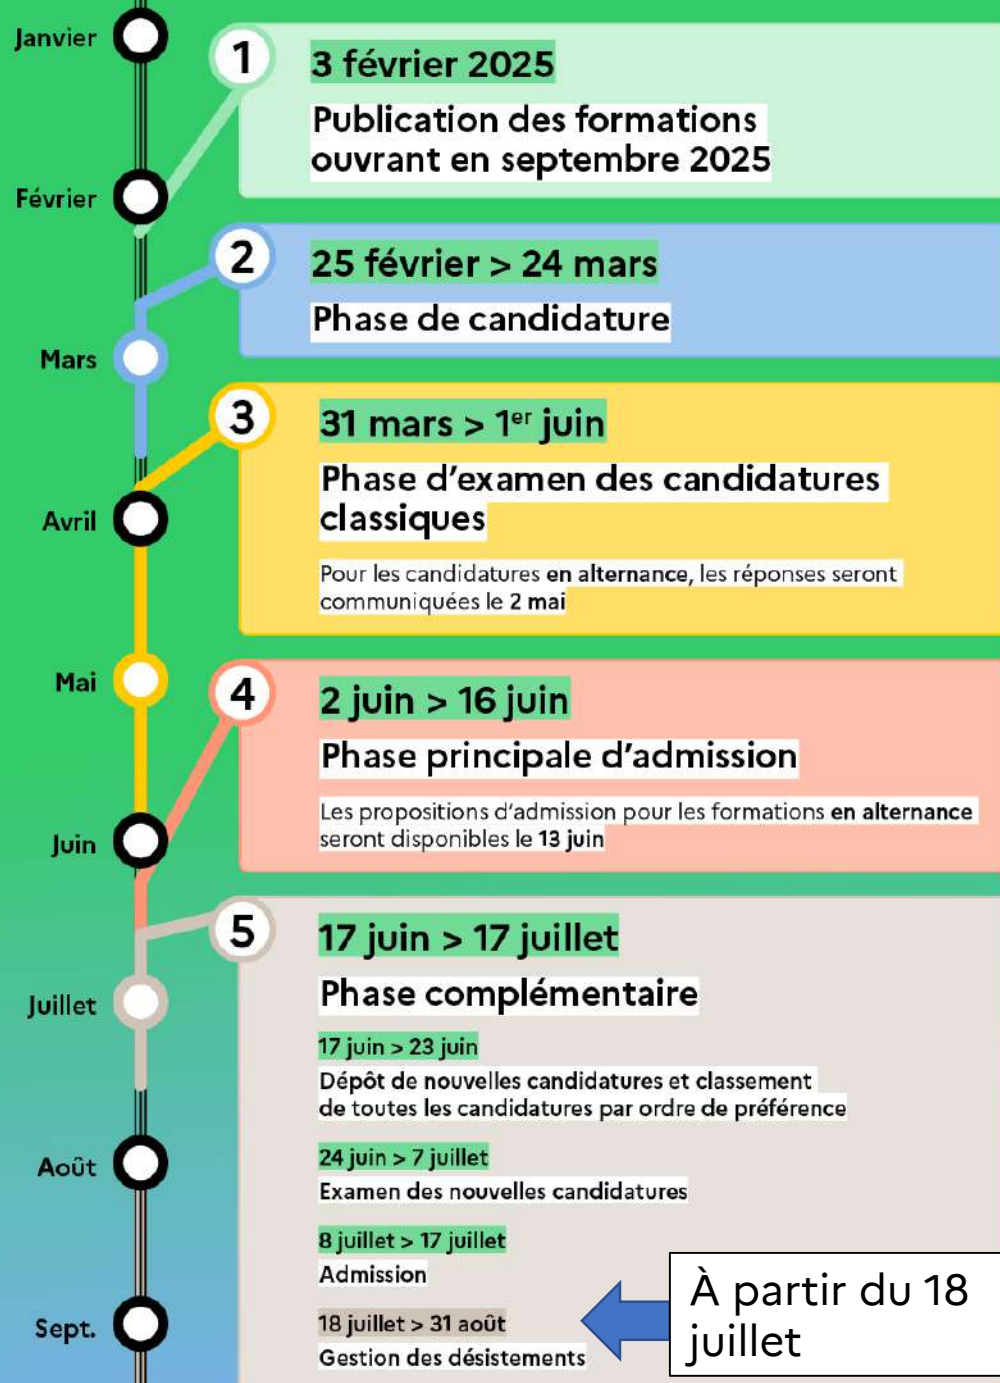 Janvier
1
3 février 2025
Publication des formations
ouvrant en septembre 2025
Février
2
25 février > 24 mars
Phase de candidature
Mars
3
31 mars > 1er juin
Phase d'examen des candidatures
classiques
Avril
Pour les candidatures en alternance, les réponses seront
communiquées le 2 mai
Mai
4
2 juin > 16 juin
Phase principale d'admission
Les propositions d'admission pour les formations en alternance
seront disponibles le 13 juin
Juin
5
17 juin > 17 juillet
Phase complémentaire
Juillet
17 juin > 23 juin
Dépôt de nouvelles candidatures et classement
de toutes les candidatures par ordre de préférence
Août
24 juin > 7 juillet
Examen des nouvelles candidatures
8 juillet > 17 juillet
Admission
Sept.
18 juillet > 31 août
Gestion des désistements
À partir du 18
juillet